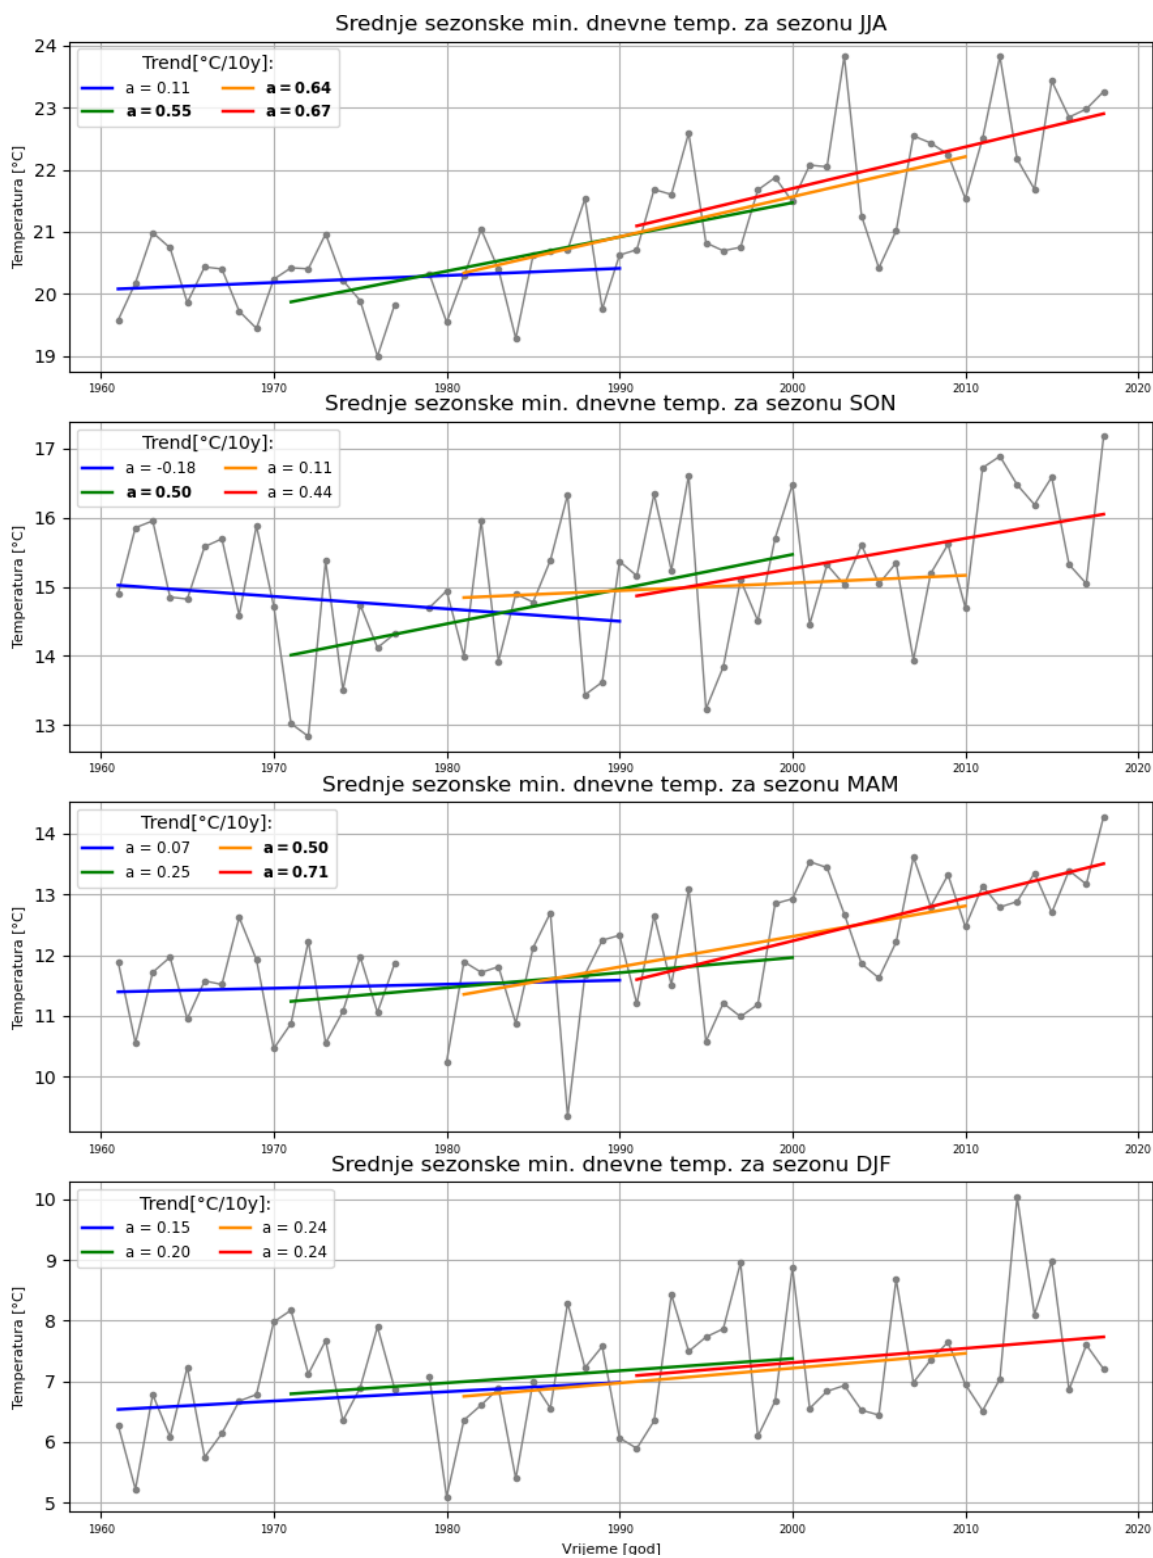 Srednje sezonske min. dnevne temp. za sezonu JJA
Trend[°C/10y]:
a = 0.11 a = 0.64
a = 0.55 a = 0.67
Temperatura [°C]
24
23
22
21
20
19
1960 1970 1980 1990 2000 2010 2020
Srednje sezonske min. dnevne temp. za sezonu SON
Trend[°C/10y]:
a = -0.18 a = 0.11
a = 0.50 a = 0.44
Temperatura [°C]
17
16
15
14
13
1960 1970 1980 1990 2000 2010 2020
Srednje sezonske min. dnevne temp. za sezonu MAM
Trend[°C/10y]:
a = 0.07 a = 0.50
a = 0.25 a = 0.71
Temperatura [°C]
14
13
12
11
10
1960 1970 1980 1990 2000 2010 2020
Srednje sezonske min. dnevne temp. za sezonu DJF
Trend[°C/10y]:
a = 0.15 a = 0.24
a = 0.20 a = 0.24
Temperatura [°C]
10
9
8
7
6
5
1960 1970 1980 1990 2000 2010 2020
Vrijeme [god]